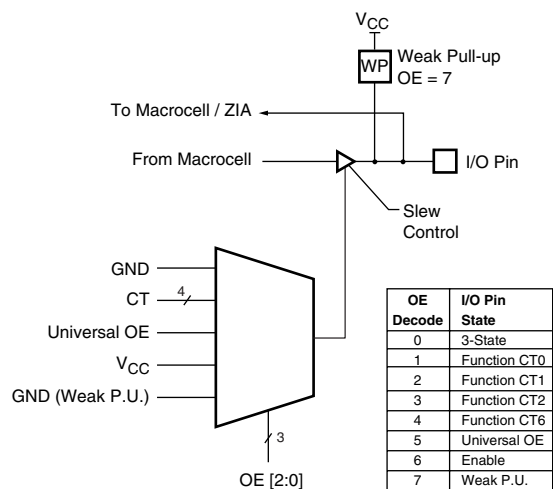 VCC
WP
Weak Pull-up
OE = 7
To Macrocell / ZIA
From Macrocell
I/O Pin
Slew
Control
GND
4
CT
Universal OE
VCC
GND (Weak P.U.)
3
OE [2:0]
OE Decode I/O Pin State
0 3-State
1 Function CT0
2 Function CT1
3 Function CT2
4 Function CT6
5 Universal OE
6 Enable
7 Weak P.U.